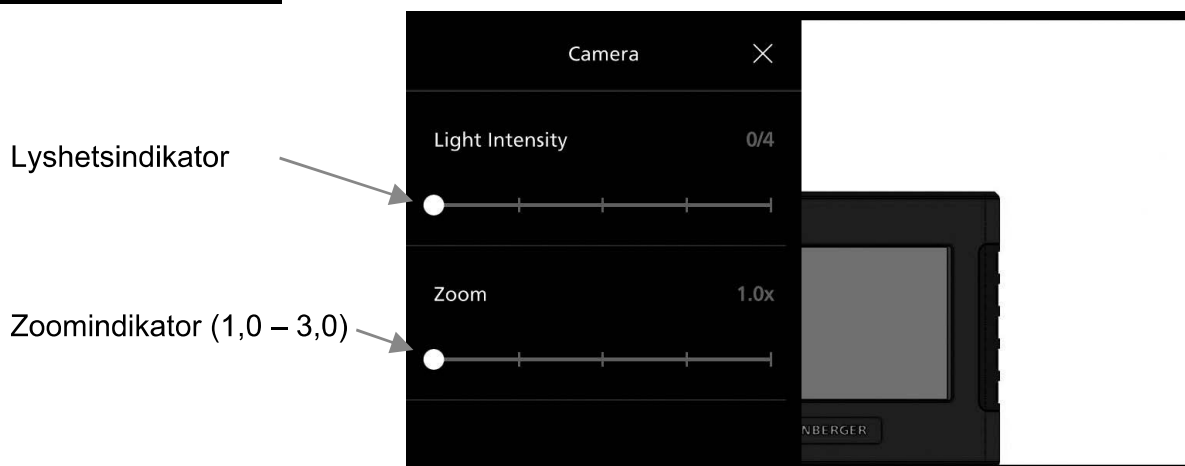 Camera
Light Intensity 0/4
Lyshetsindikator
Zoom 1.0x
Zoomindikator (1,0 – 3,0)
NBERGER